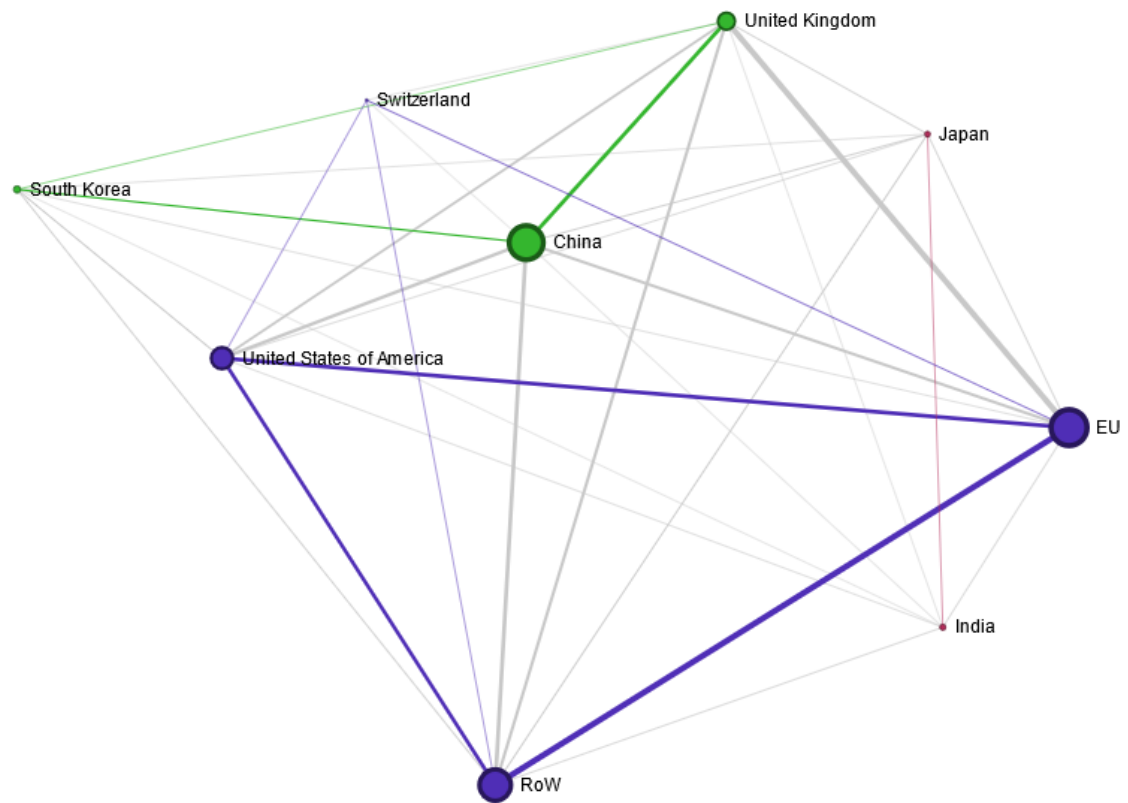 United Kingdom
Switzerland
Japan
South Korea
China
United States of America
EU
India
RoW